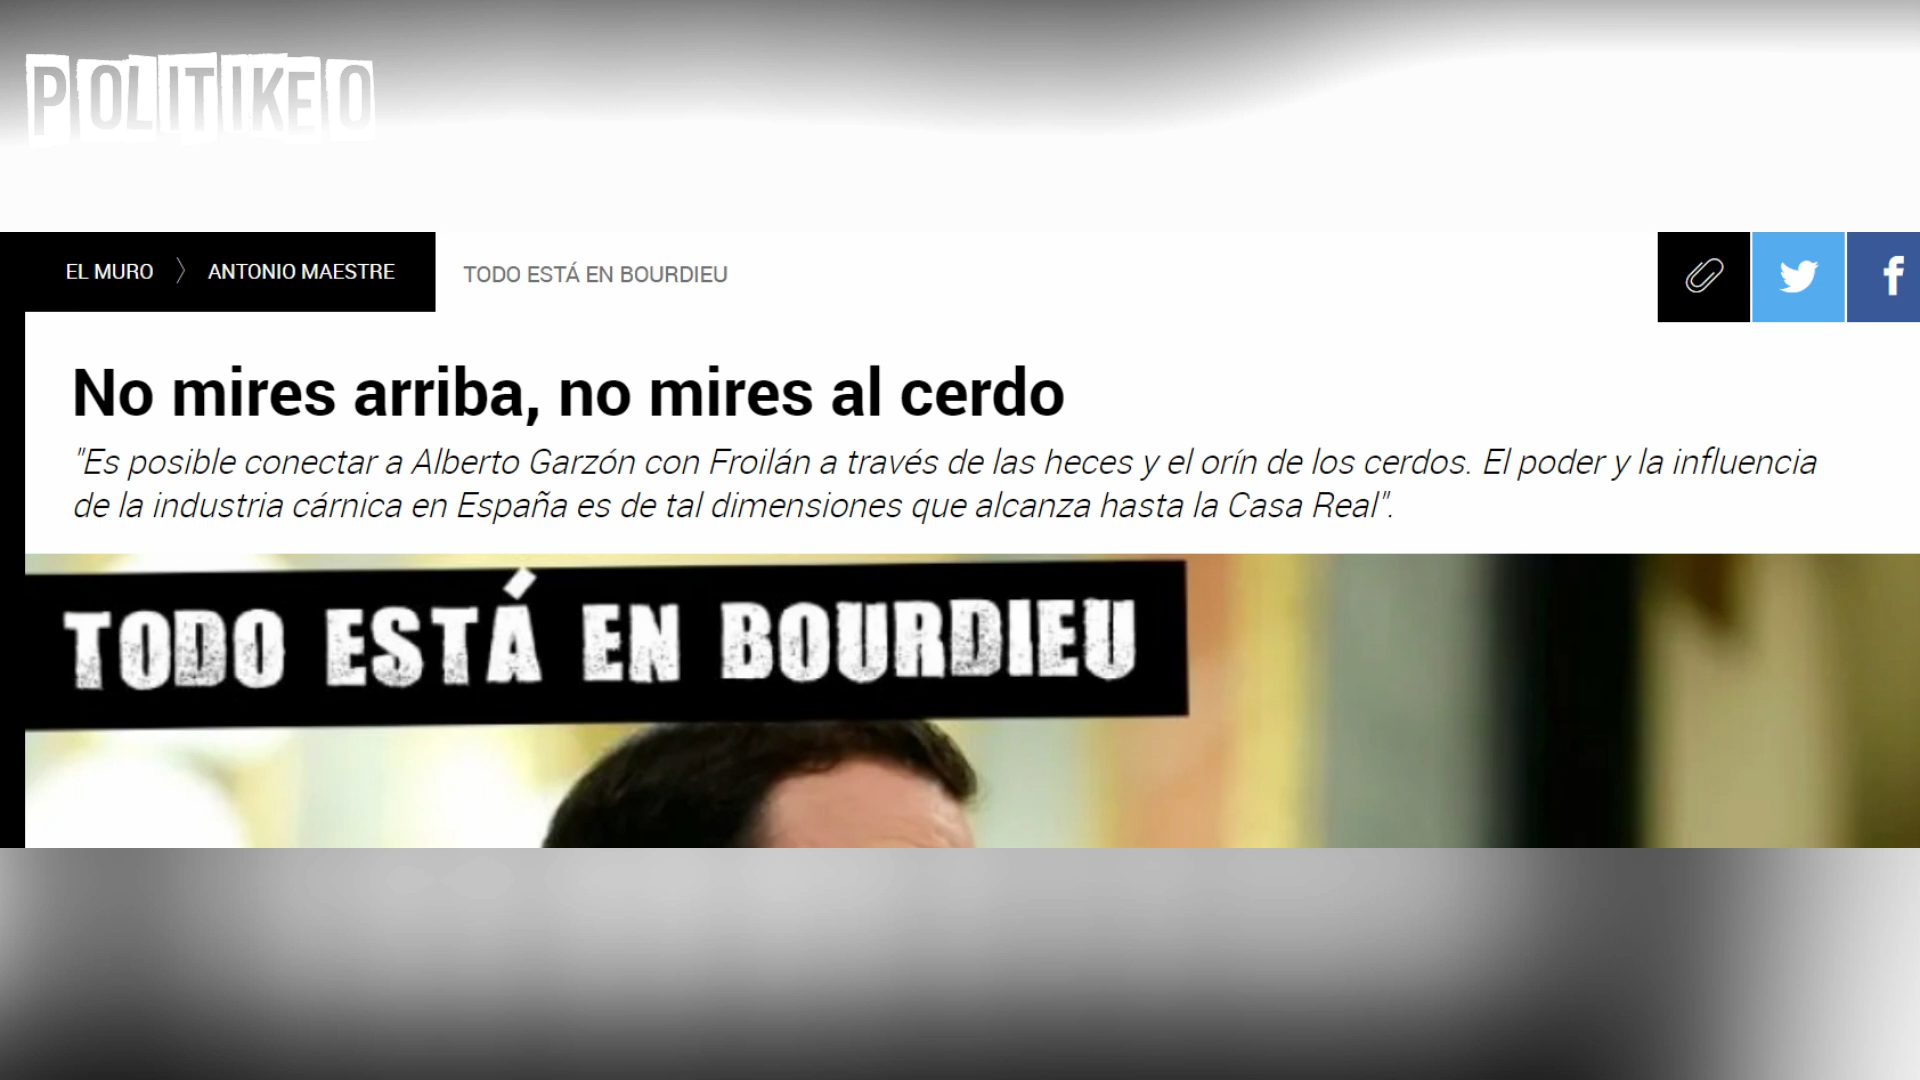 POLITIKEO
EL MURO
ANTONIO MAESTRE
TODO ESTÁ EN BOURDIEU
No mires arriba, no mires al cerdo
"Es posible conectar a Alberto Garzón con Froilán a través de las heces y el orín de los cerdos. El poder y la influencia
de la industria cárnica en España es de tal dimensiones que alcanza hasta la Casa Real".
TODO ESTÁ EN BOURDIEU